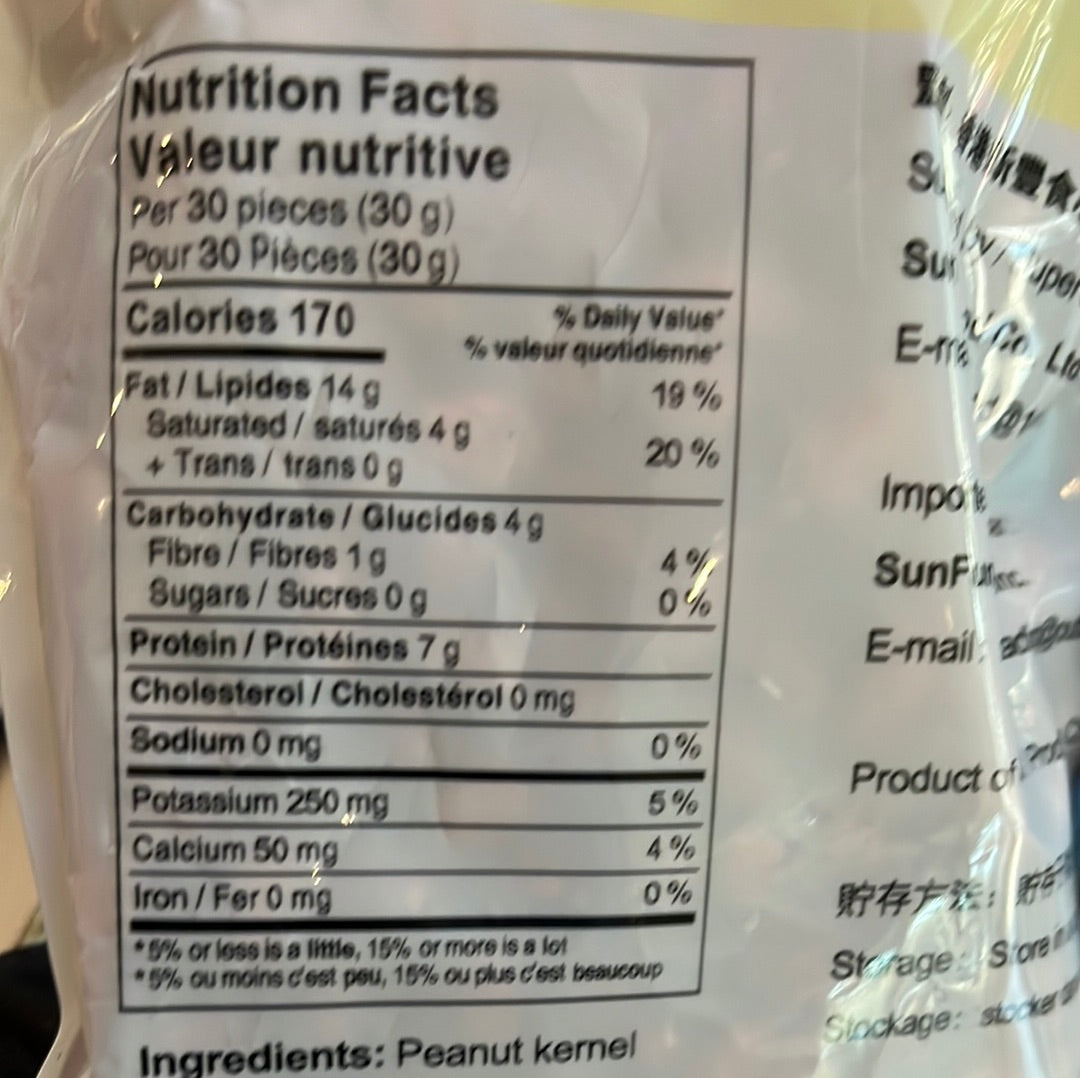 Nutrition Facts
Valeur nutritive
Per 30 pieces (30 g)
Pour 30 Pièces (30 g)
Calories 170
% Daily Value*
% valeur quotidienne*
Fat / Lipides 14 g 19 %
Saturated / saturés 4 g
+ Trans / trans 0 g 20 %
Carbohydrate / Glucides 4 g
Fibre / Fibres 1 g 4 %
Sugars / Sucres 0 g 0 %
Protein / Protéines 7 g
Cholesterol / Cholestérol 0 mg
Sodium 0 mg 0 %
Potassium 250 mg 5 %
Calcium 50 mg 4 %
Iron / Fer 0 mg 0 %
*5% or less is a little, 15% or more is a lot
*5% ou moins c'est peu, 15% ou plus c'est beaucoup
Ingredients: Peanut kernel
E-mail:
Product of
貯存方法:
Storage: Store
Stockage: stocker